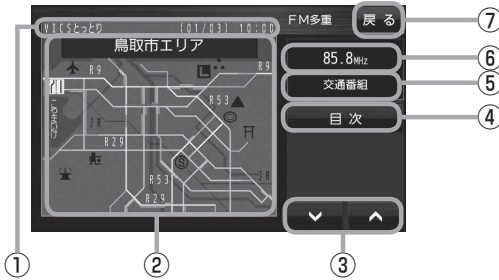 VICSとっとり (01/03) 10:00
FM多重
戻る
⑦
鳥取市エリア
85.8MHz
⑥
交通番組
⑤
目次
④
R9
R9
R53
JR
R29
R53
JR
R29
①
②
③